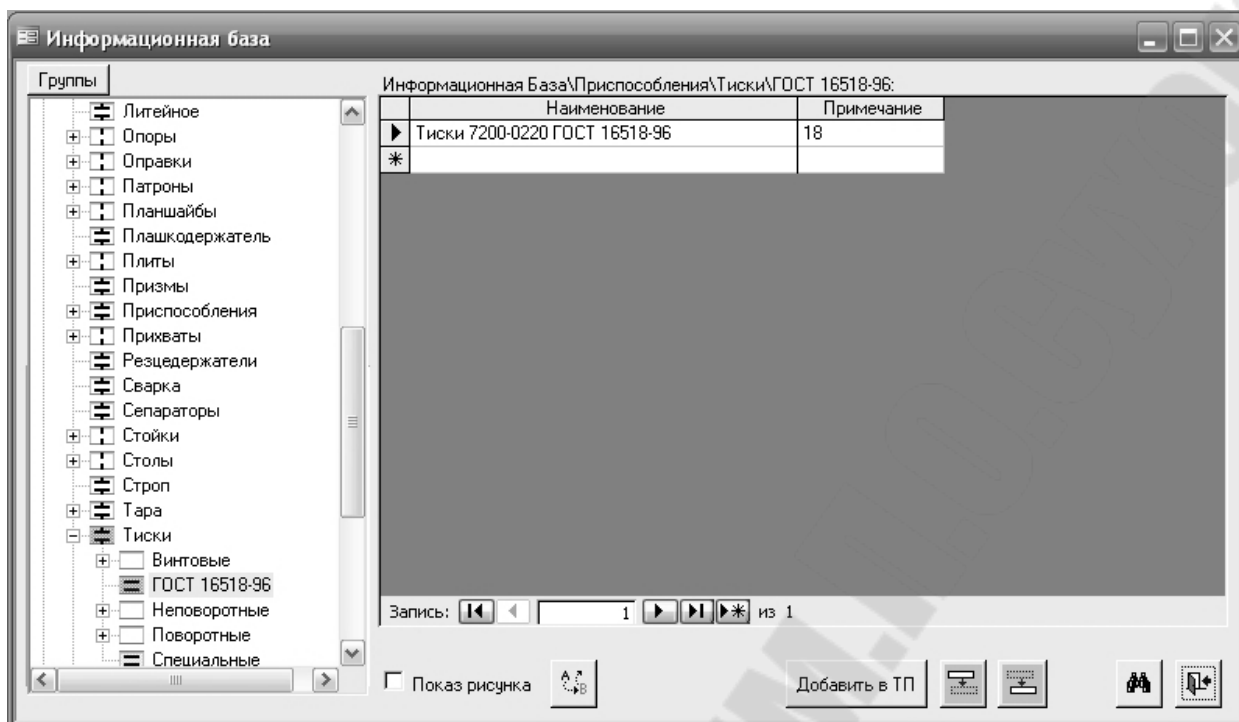 Информационная база
Группы
Информационная База\Приспособления\Тиски\ГОСТ 16518-96:
Наименование Примечание
Тиски 7200-0220 ГОСТ 16518-96 18
Литейное
Опоры
Оправки
Патроны
Планшайбы
Плашкодержатель
Плиты
Призмы
Приспособления
Прихваты
Резцедержатели
Сварка
Сепараторы
Стойки
Столы
Строп
Тара
Тиски
Винтовые
ГОСТ 16518-96
Неповоротные
Поворотные
Специальные
Запись: 1 из 1
Показ рисунка
Добавить в ТП